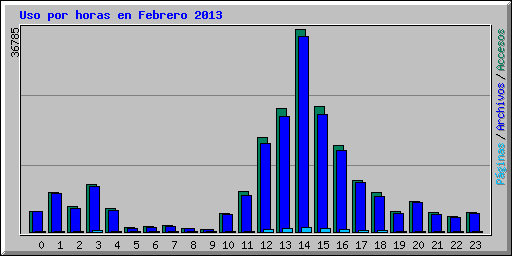 Uso por horas en Febrero 2013
36785
Páginas / Archivos / Accesos
0 1 2 3 4 5 6 7 8 9 10 11 12 13 14 15 16 17 18 19 20 21 22 23